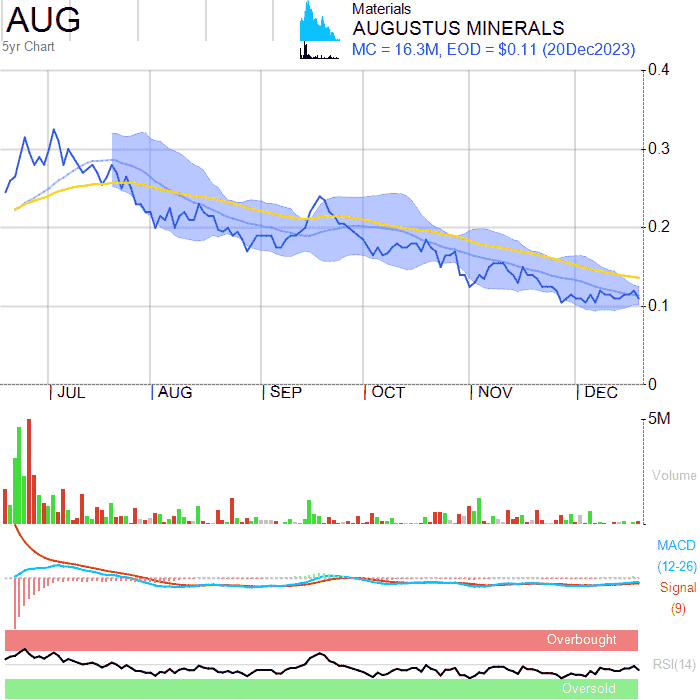 AUG
5yr Chart
Materials
AUGUSTUS MINERALS
MC = 16.3M, EOD = $0.11 (20Dec2023)
0.4
0.3
0.2
0.1
0
JUL AUG SEP OCT NOV DEC
5M
Volume
MACD
(12-26)
Signal
(9)
Overbought
RSI(14)
Oversold